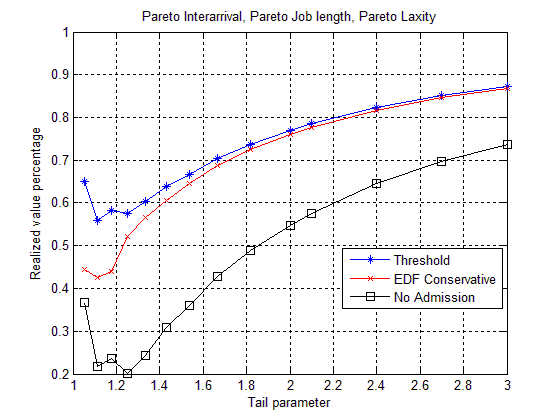 Pareto Interarrival, Pareto Job length, Pareto Laxity
Realized value percentage
1
0.9
0.8
0.7
0.6
0.5
0.4
0.3
0.2
Threshold
EDF Conservative
No Admission
1 1.2 1.4 1.6 1.8 2 2.2 2.4 2.6 2.8 3
Tail parameter